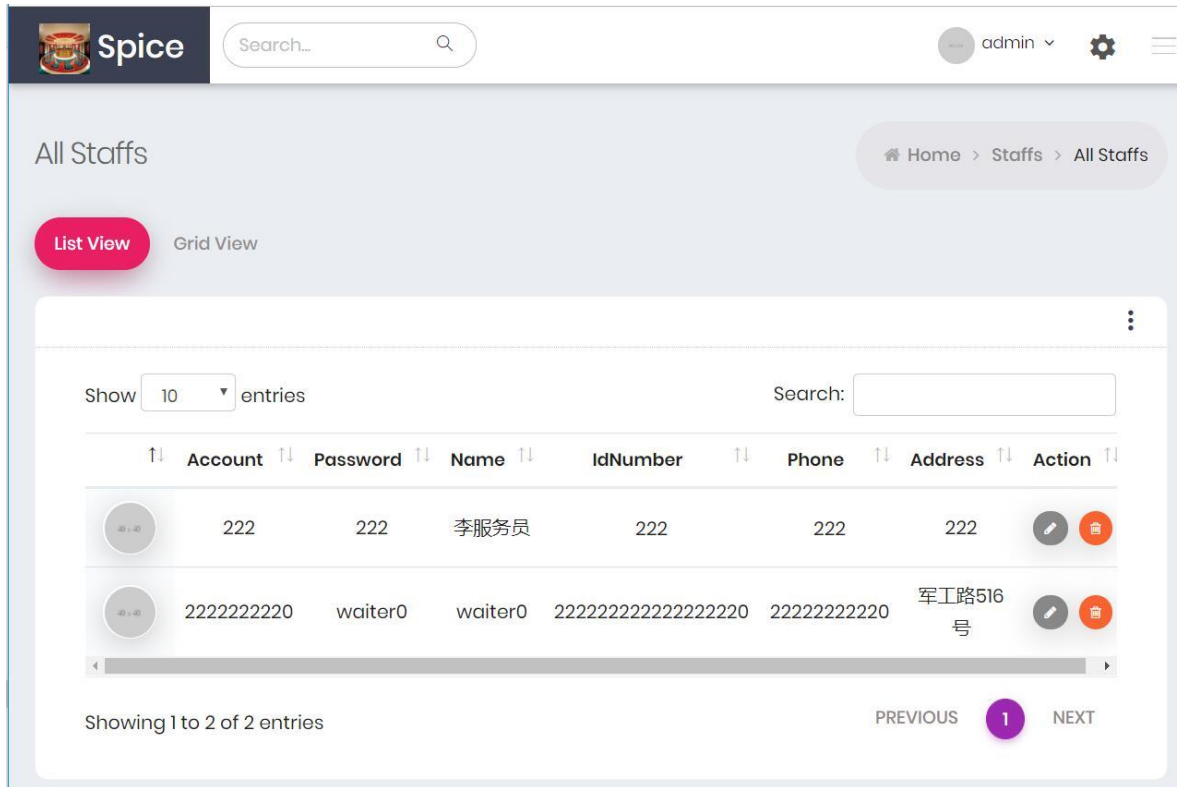 Spice
Search...
admin
All Staffs
Home > Staffs > All Staffs
List View
Grid View
Show 10 entries
Search:
Account Password Name IdNumber Phone Address Action
222 222 李服务员 222 222 222
2222222220 waiter0 waiter0 222222222222222220 22222222220 军工路516
号
Showing 1 to 2 of 2 entries
PREVIOUS 1 NEXT